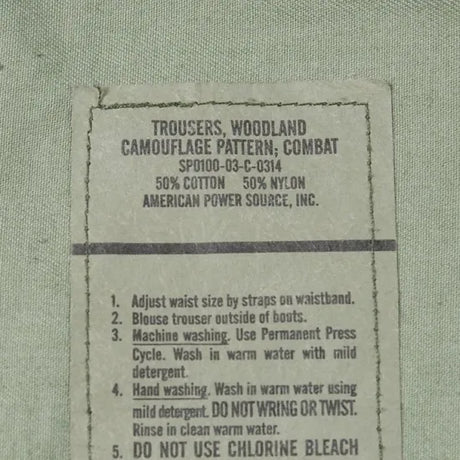 TROUSERS, WOODLAND
CAMOUFLAGE PATTERN; COMBAT
SPO100-03-C-0314
50% COTTON 50% NYLON
AMERICAN POWER SOURCE, INC.
1. Adjust waist size by straps on waistband.
2. Blouse trouser outside of boots.
3. Machine washing. Use Permanent Press
Cycle. Wash in warm water with mild
detergent.
4. Hand washing. Wash in warm water using
mild detergent. DO NOT WRING OR TWIST.
Rinse in clean warm water.
5. DO NOT USE CHLORINE BLEACH